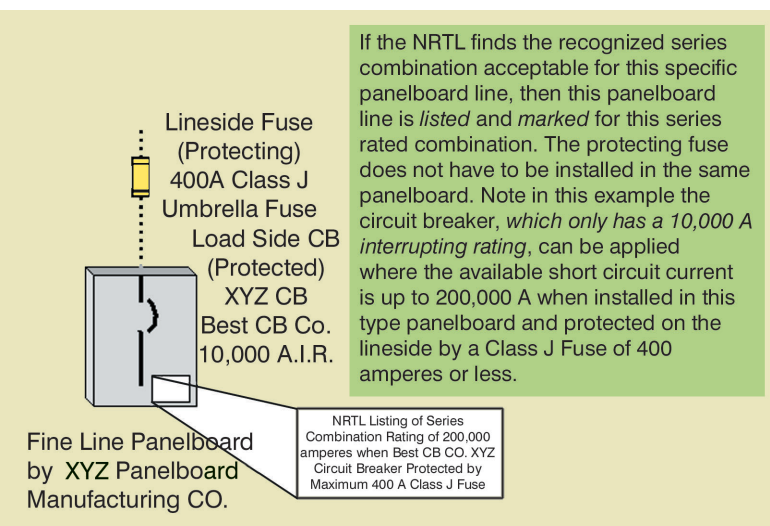 Lineside Fuse
(Protecting)
400A Class J
Umbrella Fuse
Load Side CB
(Protected)
XYZ CB
Best CB Co.
10,000 A.I.R.
If the NRTL finds the recognized series
combination acceptable for this specific
panelboard line, then this panelboard
line is listed and marked for this series
rated combination. The protecting fuse
does not have to be installed in the same
panelboard. Note in this example the
circuit breaker, which only has a 10,000 A
interrupting rating, can be applied
where the available short circuit current
is up to 200,000 A when installed in this
type panelboard and protected on the
lineside by a Class J Fuse of 400
amperes or less.
NRTL Listing of Series
Combination Rating of 200,000
amperes when Best CB CO. XYZ
Circuit Breaker Protected by
Maximum 400 A Class J Fuse
Fine Line Panelboard
by XYZ Panelboard
Manufacturing CO.